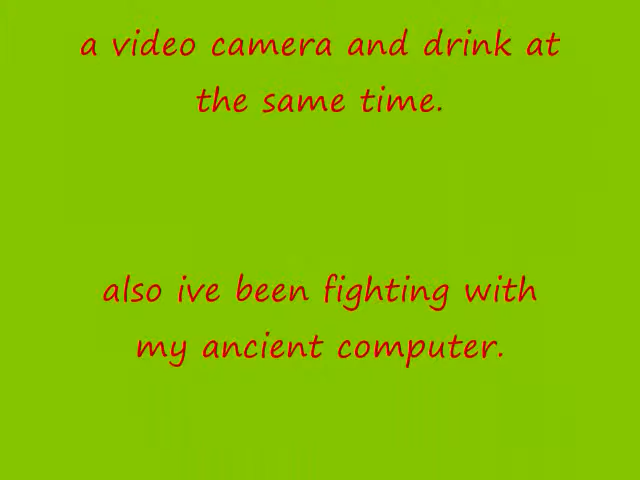 a video camera and drink at
the same time.
also ive been fighting with
my ancient computer.